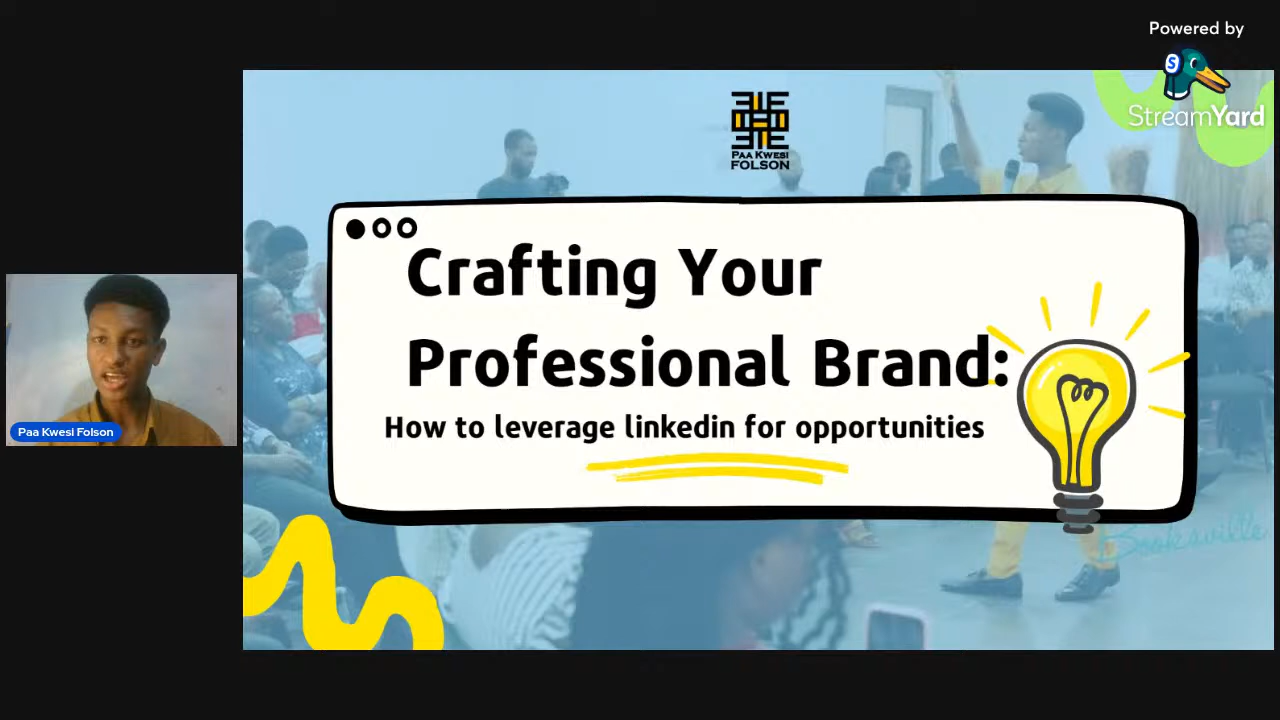 Powered by
S
StreamYard
PAA KWESI
FOLSON
Crafting Your
Professional Brand:
How to leverage linkedin for opportunities
Paa Kwesi Folson
Booksville